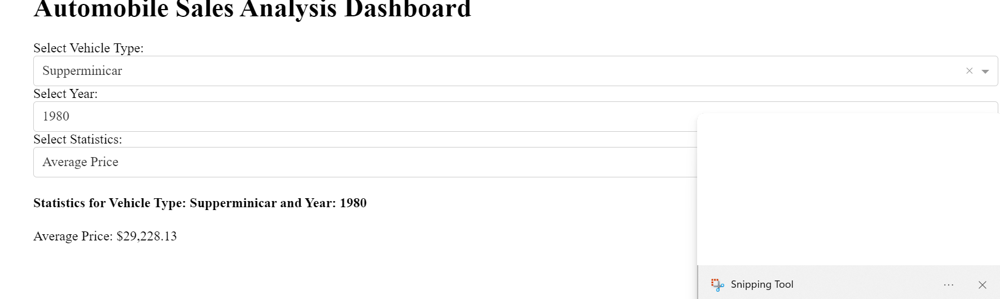 Automobile Sales Analysis Dashboard
Select Vehicle Type:
Supperminicar
Select Year:
1980
Select Statistics:
Average Price
Statistics for Vehicle Type: Supperminicar and Year: 1980
Average Price: $29,228.13
Snipping Tool